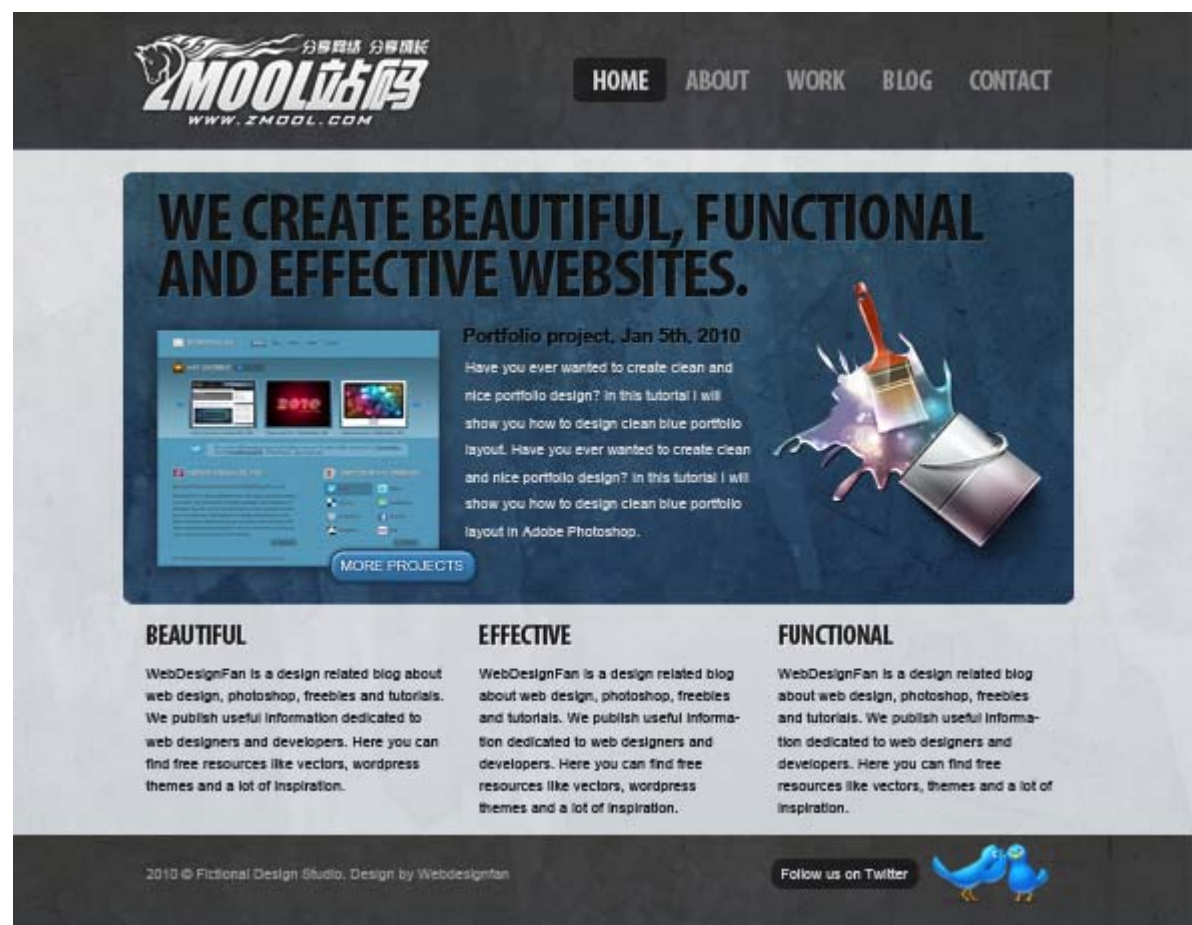 分享网络 分享成长
ZMOOL站码
WWW.ZMOOL.COM
HOME ABOUT WORK BLOG CONTACT
WE CREATE BEAUTIFUL, FUNCTIONAL
AND EFFECTIVE WEBSITES.
2010
Portfolio project, Jan 5th, 2010
Have you ever wanted to create clean and
nice portfolio design? In this tutorial I will
show you how to design clean blue portfolio
layout. Have you ever wanted to create clean
and nice portfolio design? In this tutorial I will
show you how to design clean blue portfolio
layout in Adobe Photoshop.
MORE PROJECTS
BEAUTIFUL
WebDesignFan is a design related blog about
web design, photoshop, freebies and tutorials.
We publish useful information dedicated to
web designers and developers. Here you can
find free resources like vectors, wordpress
themes and a lot of inspiration.
EFFECTIVE
WebDesignFan is a design related blog
about web design, photoshop, freebies
and tutorials. We publish useful informa-
tion dedicated to web designers and
developers. Here you can find free
resources like vectors, wordpress
themes and a lot of inspiration.
FUNCTIONAL
WebDesignFan is a design related blog
about web design, photoshop, freebies
and tutorials. We publish useful informa-
tion dedicated to web designers and
developers. Here you can find free
resources like vectors, themes and a lot of
inspiration.
2010 © Fictional Design Studio. Design by Webdesignfan
Follow us on Twitter